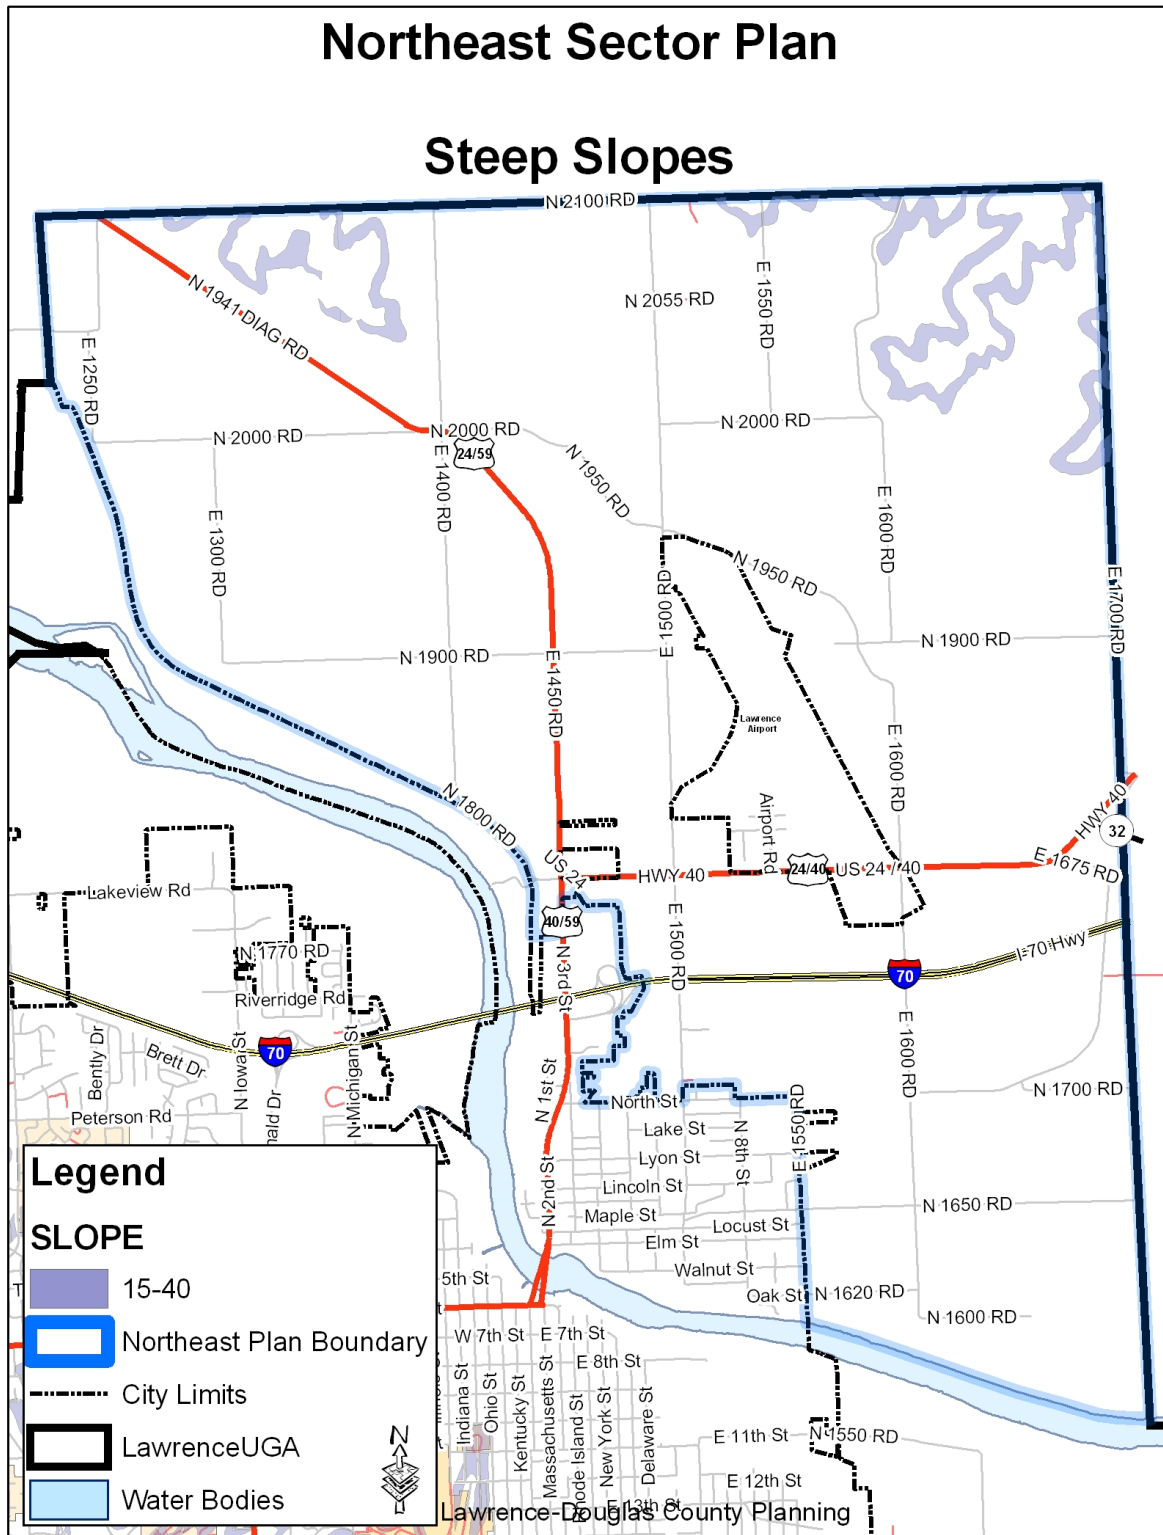 Northeast Sector Plan
Steep Slopes
N 2100 RD
N 1941 DIAG RD
E 1250 RD
N 2055 RD
E 1550 RD
N 2000 RD
N 2000 RD
N 2000 RD
24/59
E 1400 RD
N 1950 RD
E 1300 RD
E 1600 RD
N 1950 RD
E 1500 RD
E 1700 RD
N 1900 RD
N 1900 RD
E 1450 RD
Lawrence
Airport
E 1600 RD
N 1800 RD
Airport Rd
HWY 40
32
US 24
HWY 40
24/40
US 24 / 40
E 1675 RD
Lakeview Rd
40/59
E 1500 RD
N 1770 RD
N 3rd St
I-70 Hwy
70
Riverridge Rd
Bently Dr
Brett Dr
N Iowa St
70
N Michigan St
E 1600 RD
N 1st St
N 1700 RD
Peterson Rd
nald Dr
North St
E 1550 RD
Lake St
N 8th St
Lyon St
N 2nd St
Lincoln St
Maple St
Locust St
N 1650 RD
Elm St
Walnut St
Oak St
N 1620 RD
N 1600 RD
5th St
W 7th St
E 7th St
E 8th St
Indiana St
Ohio St
Kentucky St
Massachusetts St
Rhode Island St
New York St
Delaware St
E 11th St
N 1550 RD
E 12th St
E 13th St
Legend
SLOPE
15-40
Northeast Plan Boundary
City Limits
LawrenceUGA
Water Bodies
N
Lawrence-Douglas County Planning